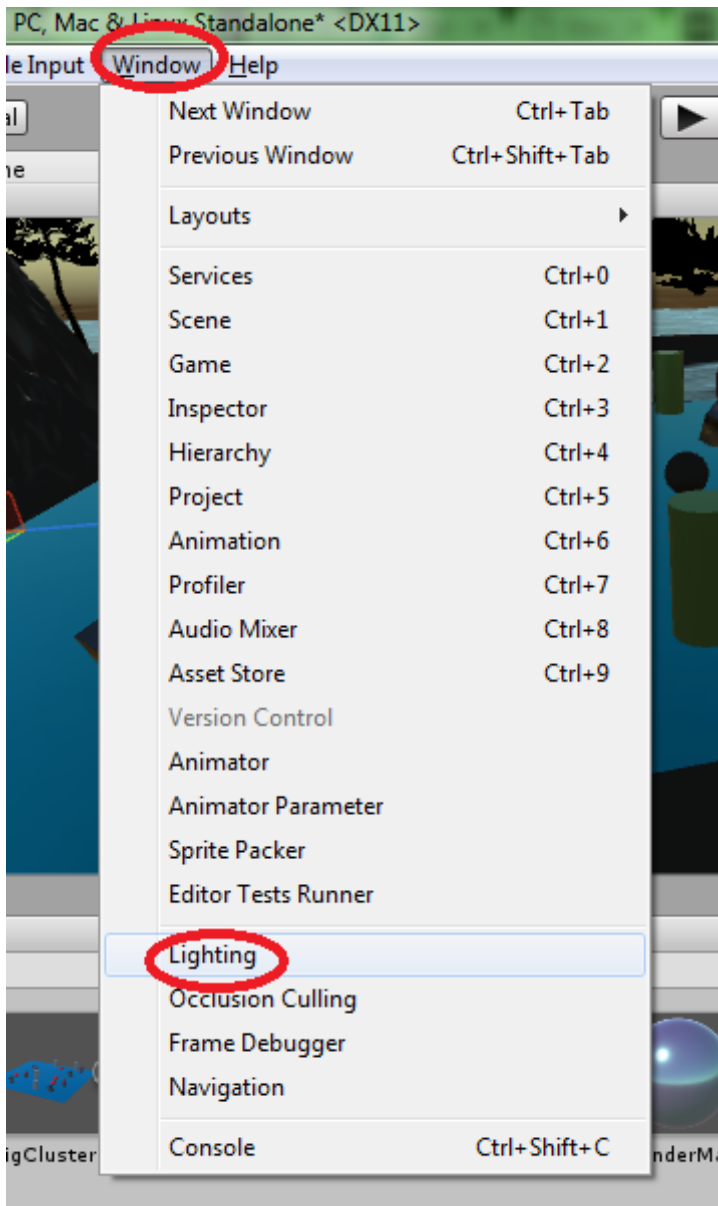 PC, Mac & Linux Standalone* <DX11>
le Input Window Help
al
ne
Next Window Ctrl+Tab
Previous Window Ctrl+Shift+Tab
Layouts
Services Ctrl+0
Scene Ctrl+1
Game Ctrl+2
Inspector Ctrl+3
Hierarchy Ctrl+4
Project Ctrl+5
Animation Ctrl+6
Profiler Ctrl+7
Audio Mixer Ctrl+8
Asset Store Ctrl+9
Version Control
Animator
Animator Parameter
Sprite Packer
Editor Tests Runner
Lighting
Occlusion Culling
Frame Debugger
Navigation
Console Ctrl+Shift+C
igCluster
nderMa